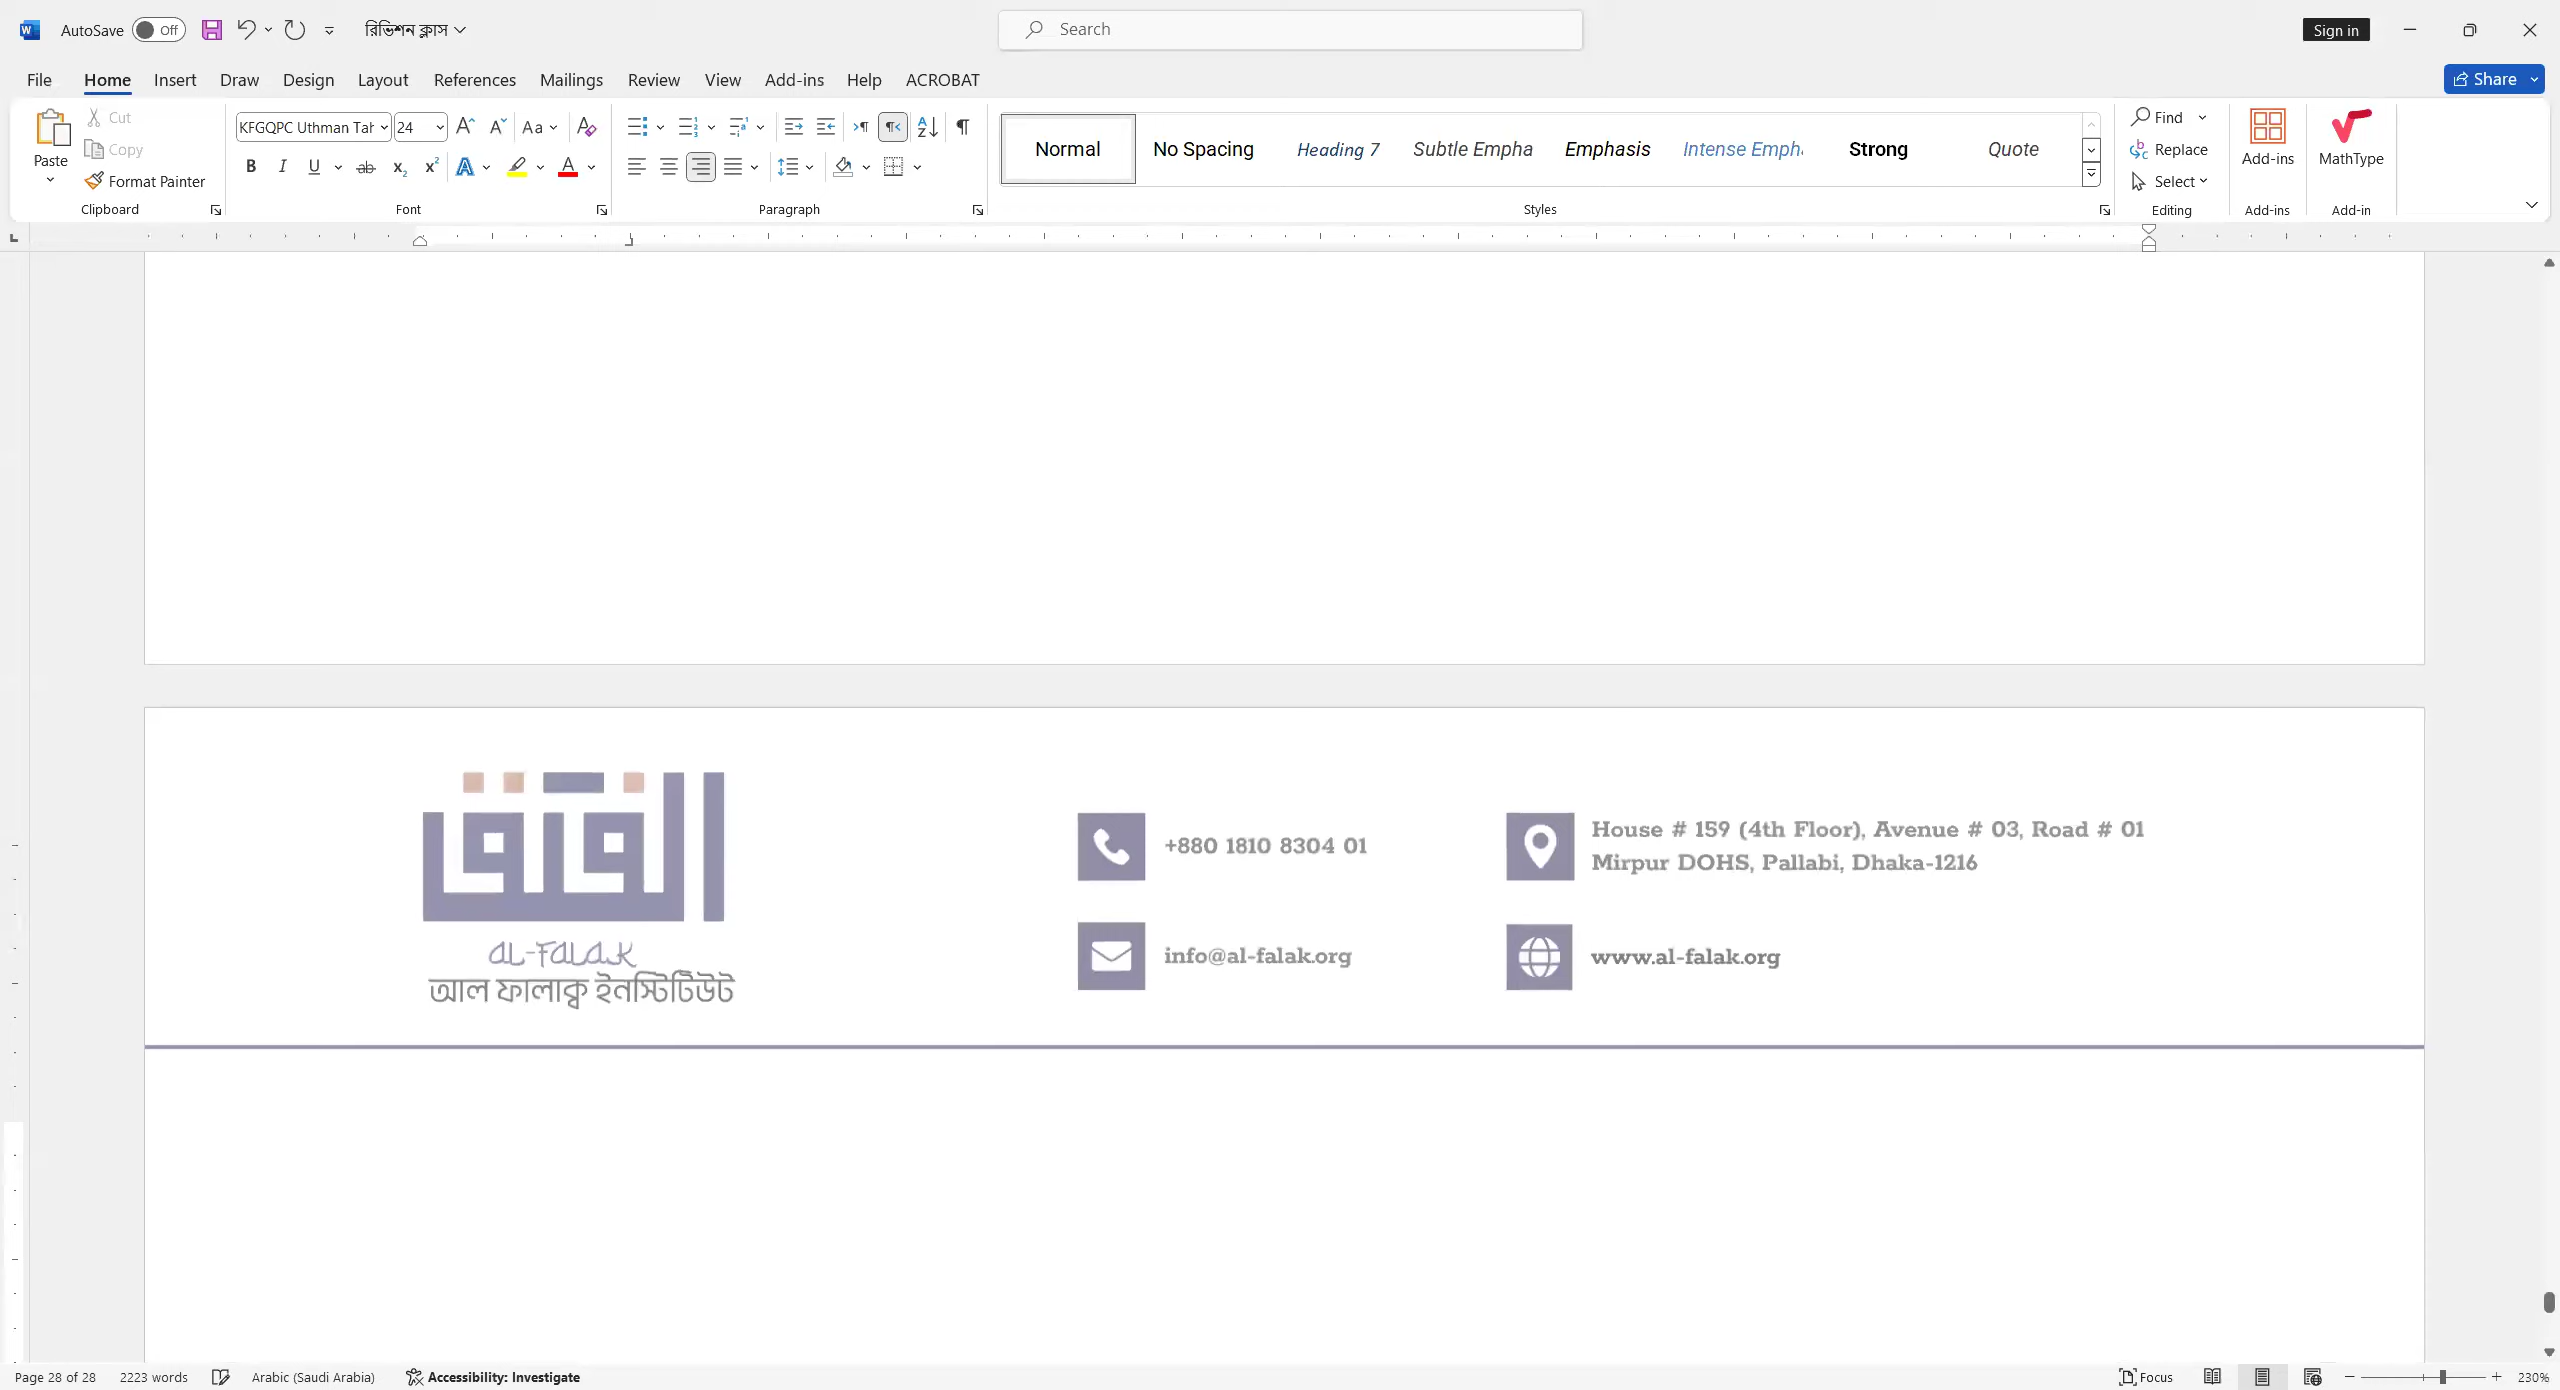 AutoSave Off রিভিশন ক্লাস Search Sign in
File Home Insert Draw Design Layout References Mailings Review View Add-ins Help ACROBAT Share
Paste Cut Copy Format Painter Clipboard
KFGQPC Uthman Tah 24 Font
Paragraph
Normal No Spacing Heading 7 Subtle Empha Emphasis Intense Empha Strong Quote Styles
Find Replace Select Editing
Add-ins Add-ins
MathType Add-in
الفلق
AL-FALAK
আল ফালাক্ব ইনস্টিটিউট
+880 1810 8304 01
info@al-falak.org
House # 159 (4th Floor), Avenue # 03, Road # 01
Mirpur DOHS, Pallabi, Dhaka-1216
www.al-falak.org
Page 28 of 28 2223 words Arabic (Saudi Arabia) Accessibility: Investigate Focus 230%